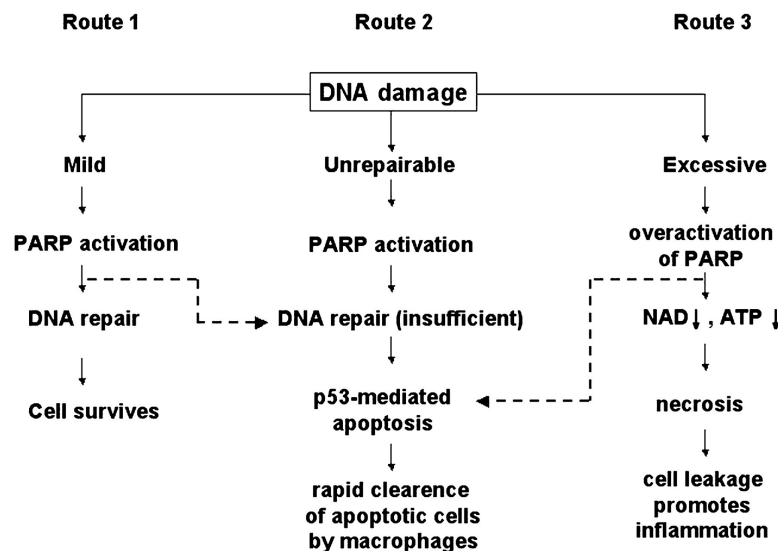 Route 1
Route 2
Route 3
DNA damage
Mild
Unrepairable
Excessive
PARP activation
PARP activation
overactivation
of PARP
DNA repair
DNA repair (insufficient)
NAD↓ , ATP ↓
Cell survives
p53-mediated
apoptosis
necrosis
rapid clearence
of apoptotic cells
by macrophages
cell leakage
promotes
inflammation